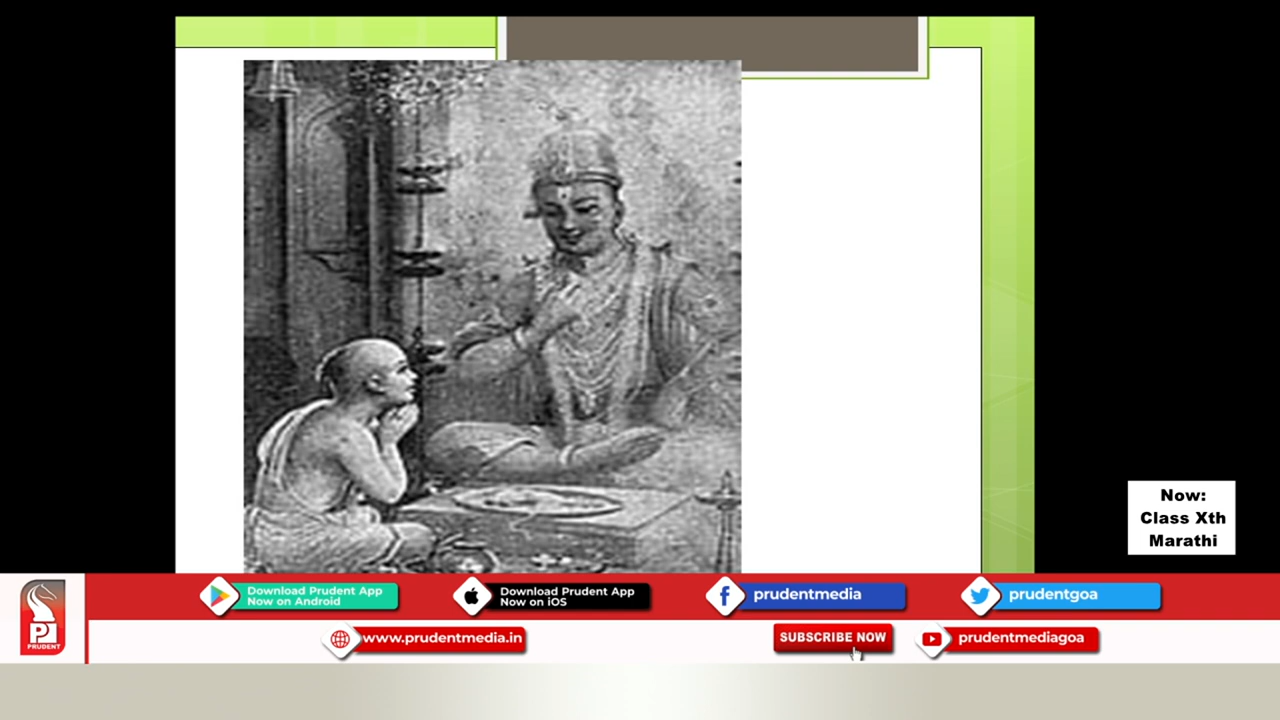 Now:
Class Xth
Marathi
Download Prudent App
Now on Android
Download Prudent App
Now on iOS
prudentmedia
prudentgoa
PRUDENT
www.prudentmedia.in
SUBSCRIBE NOW
prudentmediagoa